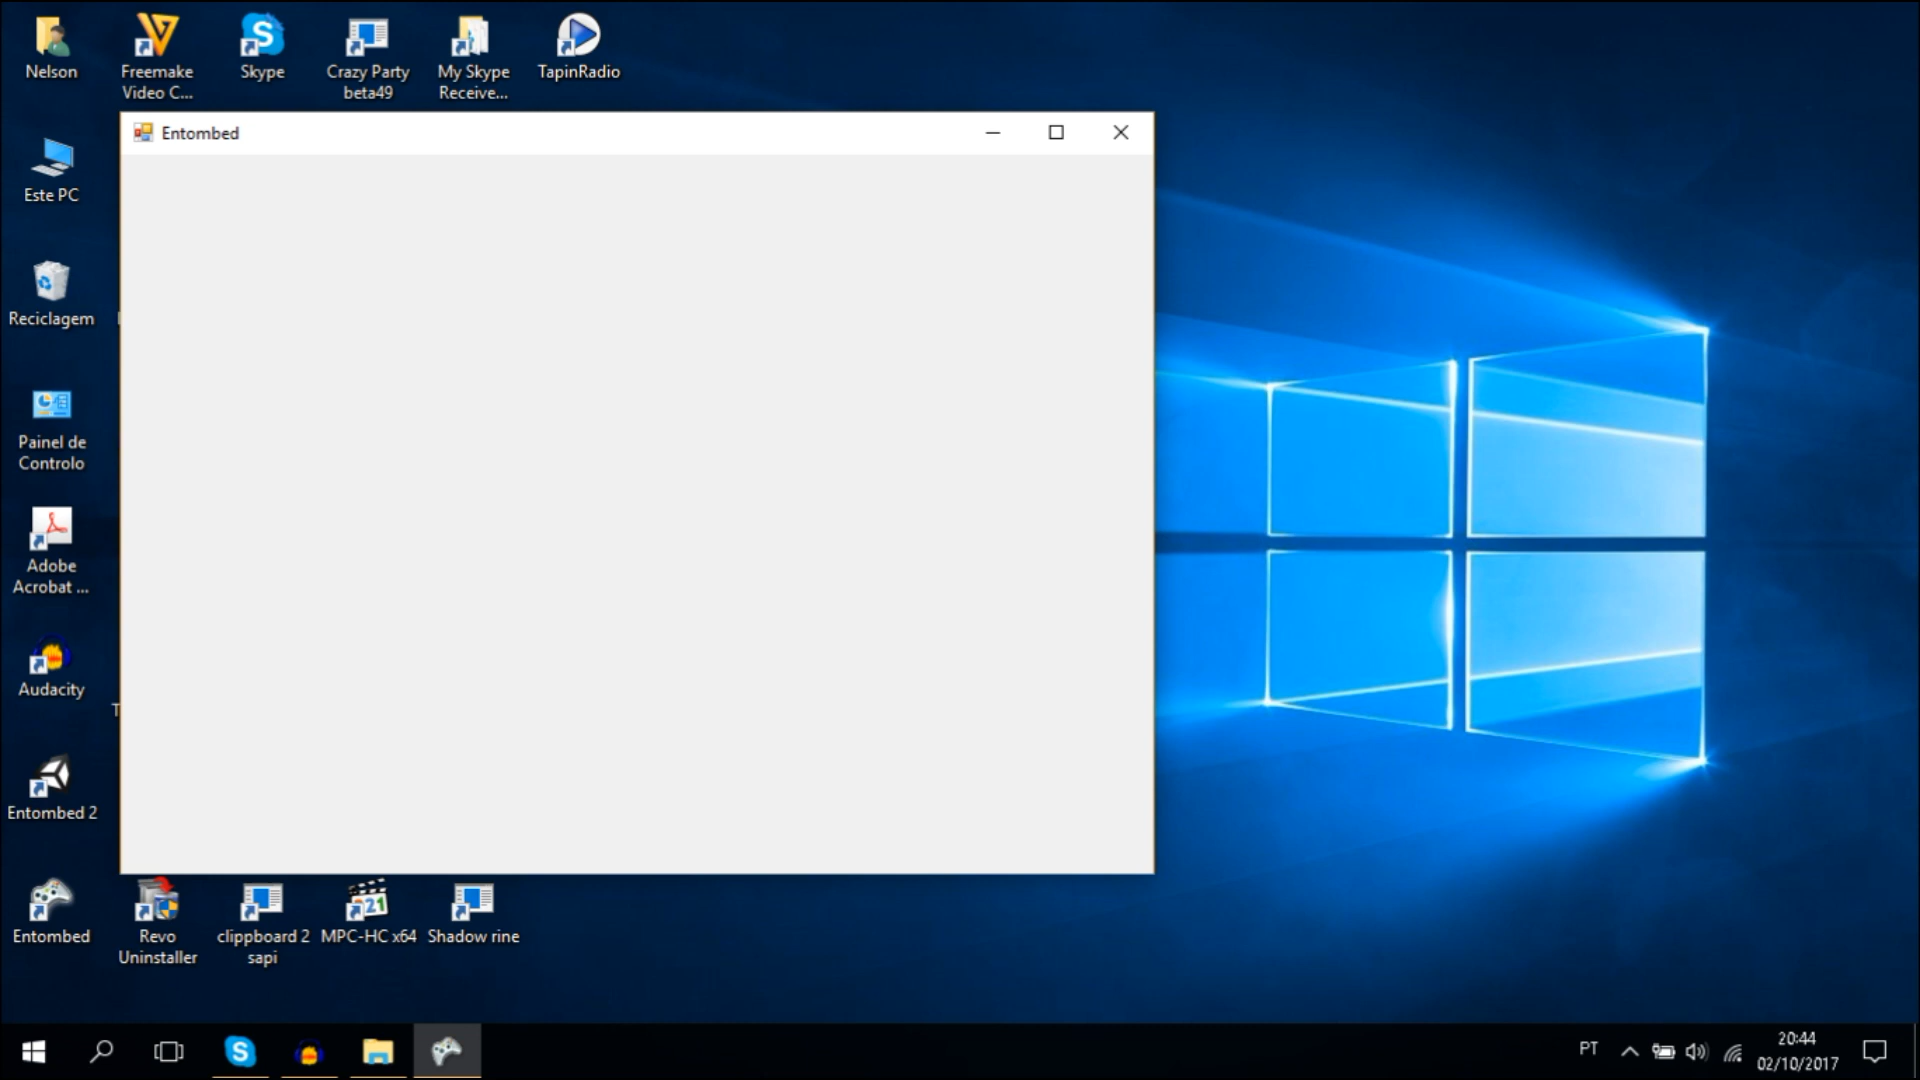 Nelson
Freemake
Video C...
Skype
Crazy Party
beta49
My Skype
Receive...
TapinRadio
Entombed
Este PC
Reciclagem
Painel de
Controlo
Adobe
Acrobat ...
Audacity
Entombed 2
Entombed
Revo
Uninstaller
clippboard 2
sapi
MPC-HC x64
Shadow rine
PT
20:44
02/10/2017